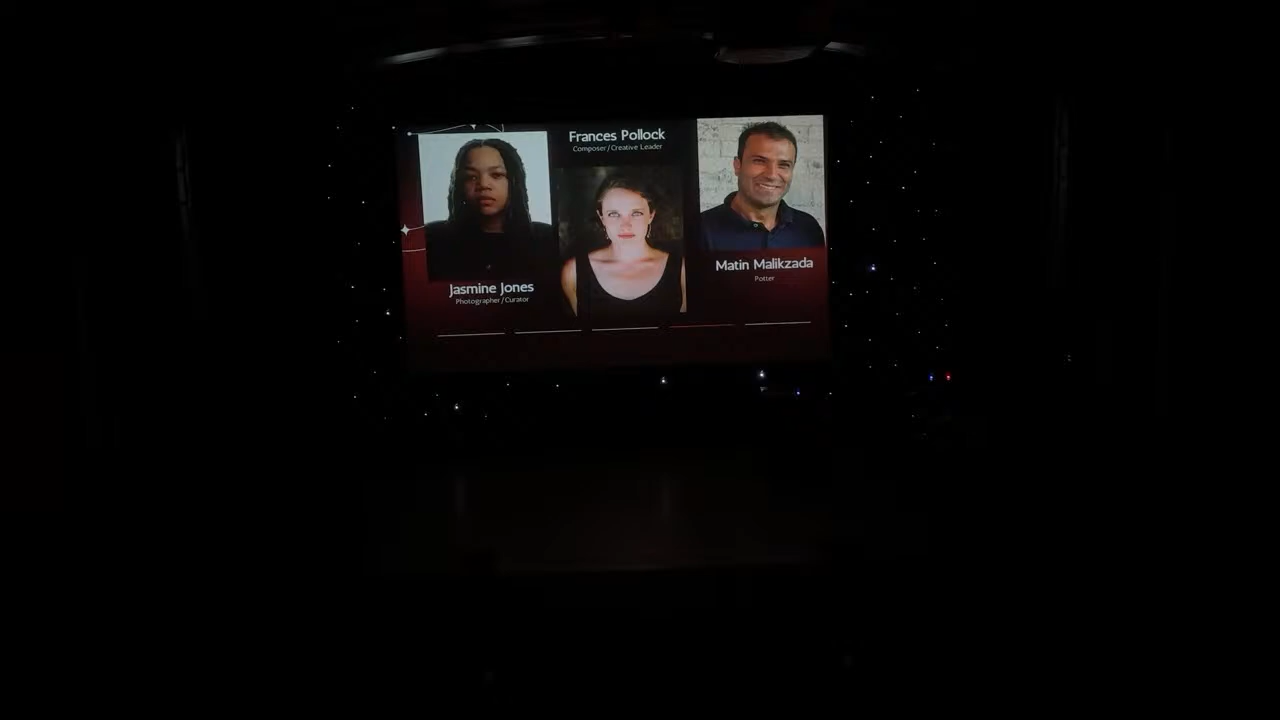 Frances Pollock
Composer/Creative Leader
Jasmine Jones
Photographer/Curator
Matin Malikzada
Potter